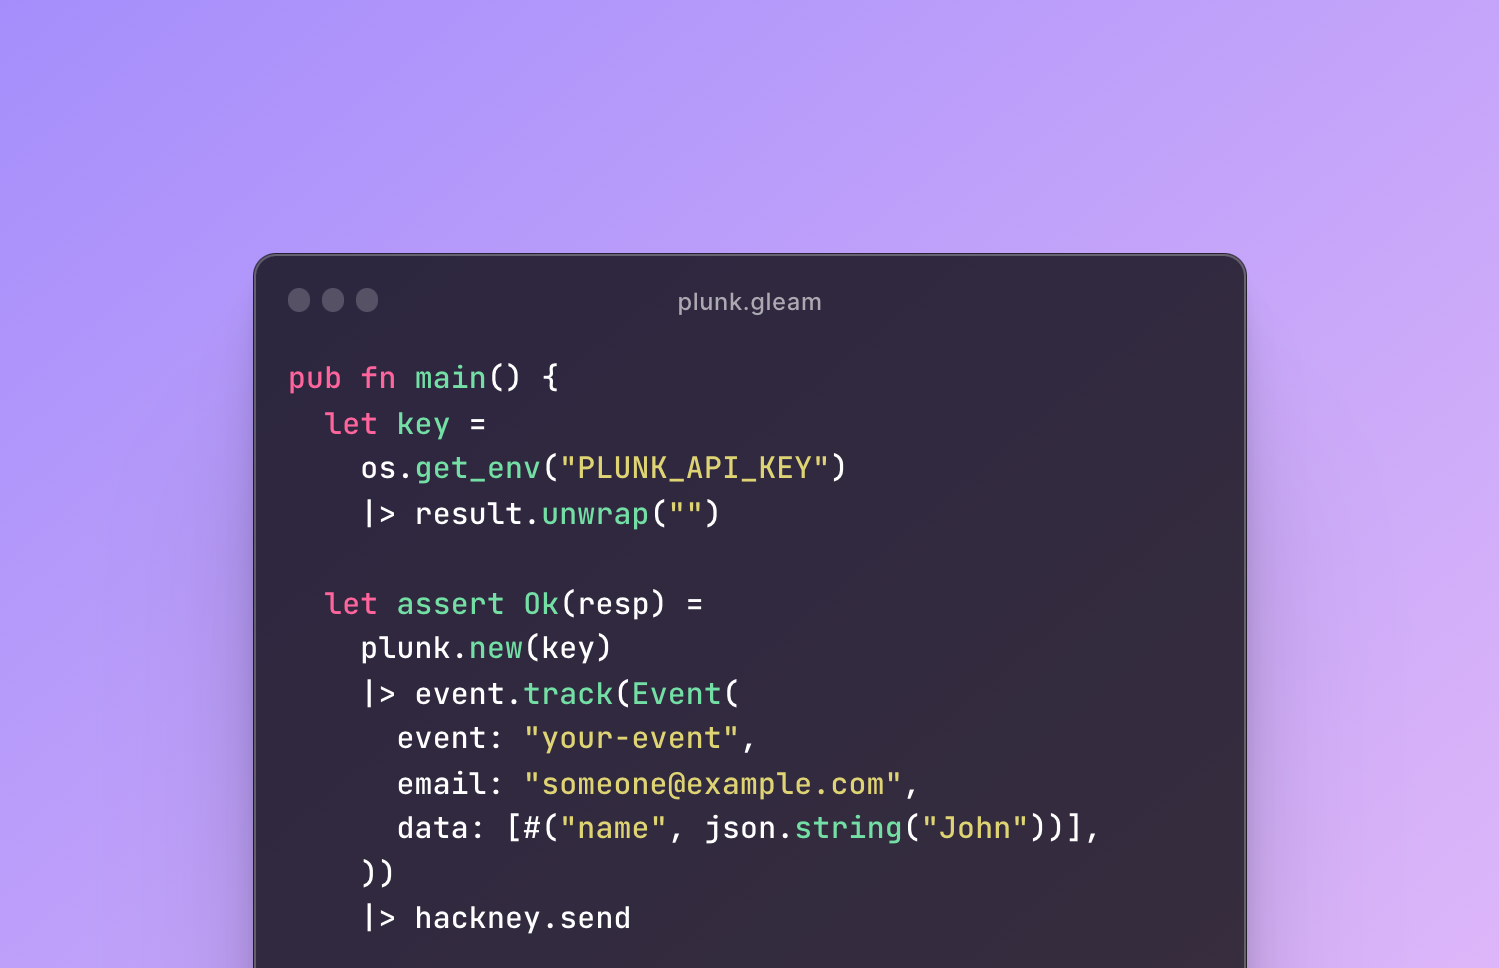 plunk.gleam
pub fn main() {
  let key =
    os.get_env("PLUNK_API_KEY")
    |> result.unwrap("")

  let assert Ok(resp) =
    plunk.new(key)
    |> event.track(Event(
      event: "your-event",
      email: "someone@example.com",
      data: [#("name", json.string("John"))],
    ))
    |> hackney.send